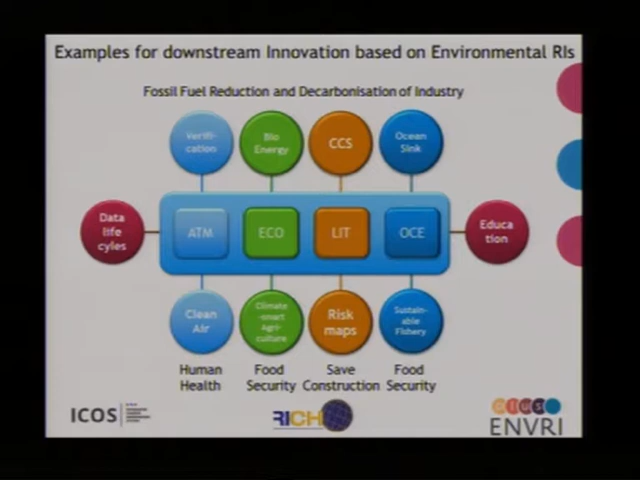 Examples for downstream Innovation based on Environmental RIs
Fossil Fuel Reduction and Decarbonisation of Industry
Verifi-
cation
Bio
Energy
CCS
Ocean
Sink
Data
life
cyles
ATM
ECO
LIT
OCE
Educa
tion
Clean
Air
Climate
-smart
Agri-
culture
Risk
maps
Sustain-
able
Fishery
Human
Health
Food
Security
Save
Construction
Food
Security
ICOS
RICH
plus
ENVRI